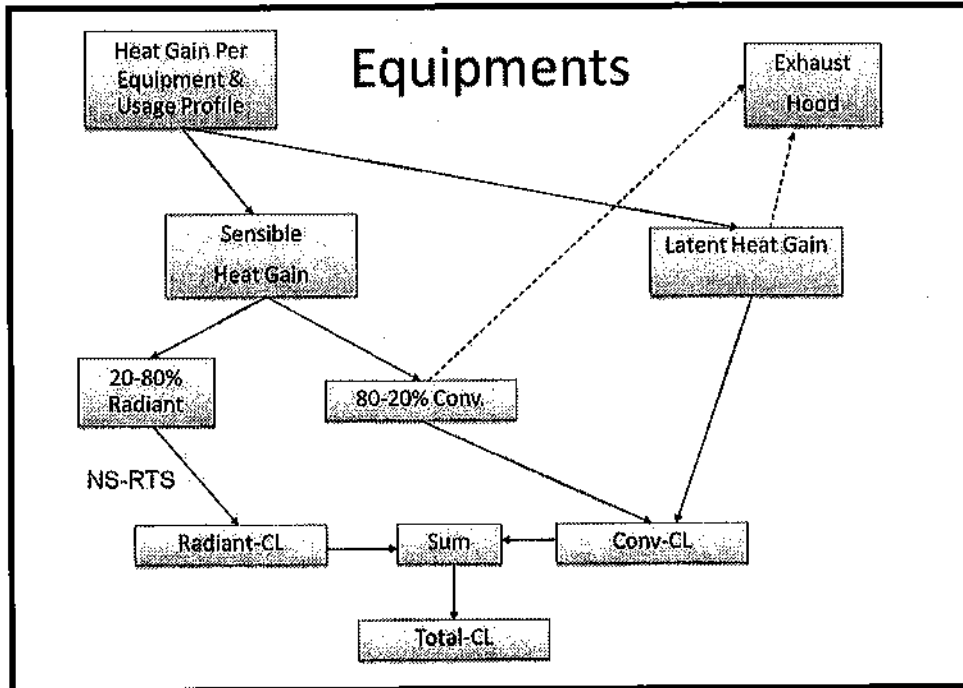 Equipments
Heat Gain Per
Equipment &
Usage Profile
Exhaust
Hood
Sensible
Heat Gain
Latent Heat Gain
20-80%
Radiant
80-20% Conv.
NS-RTS
Radiant-CL
Sum
Conv-CL
Total-CL